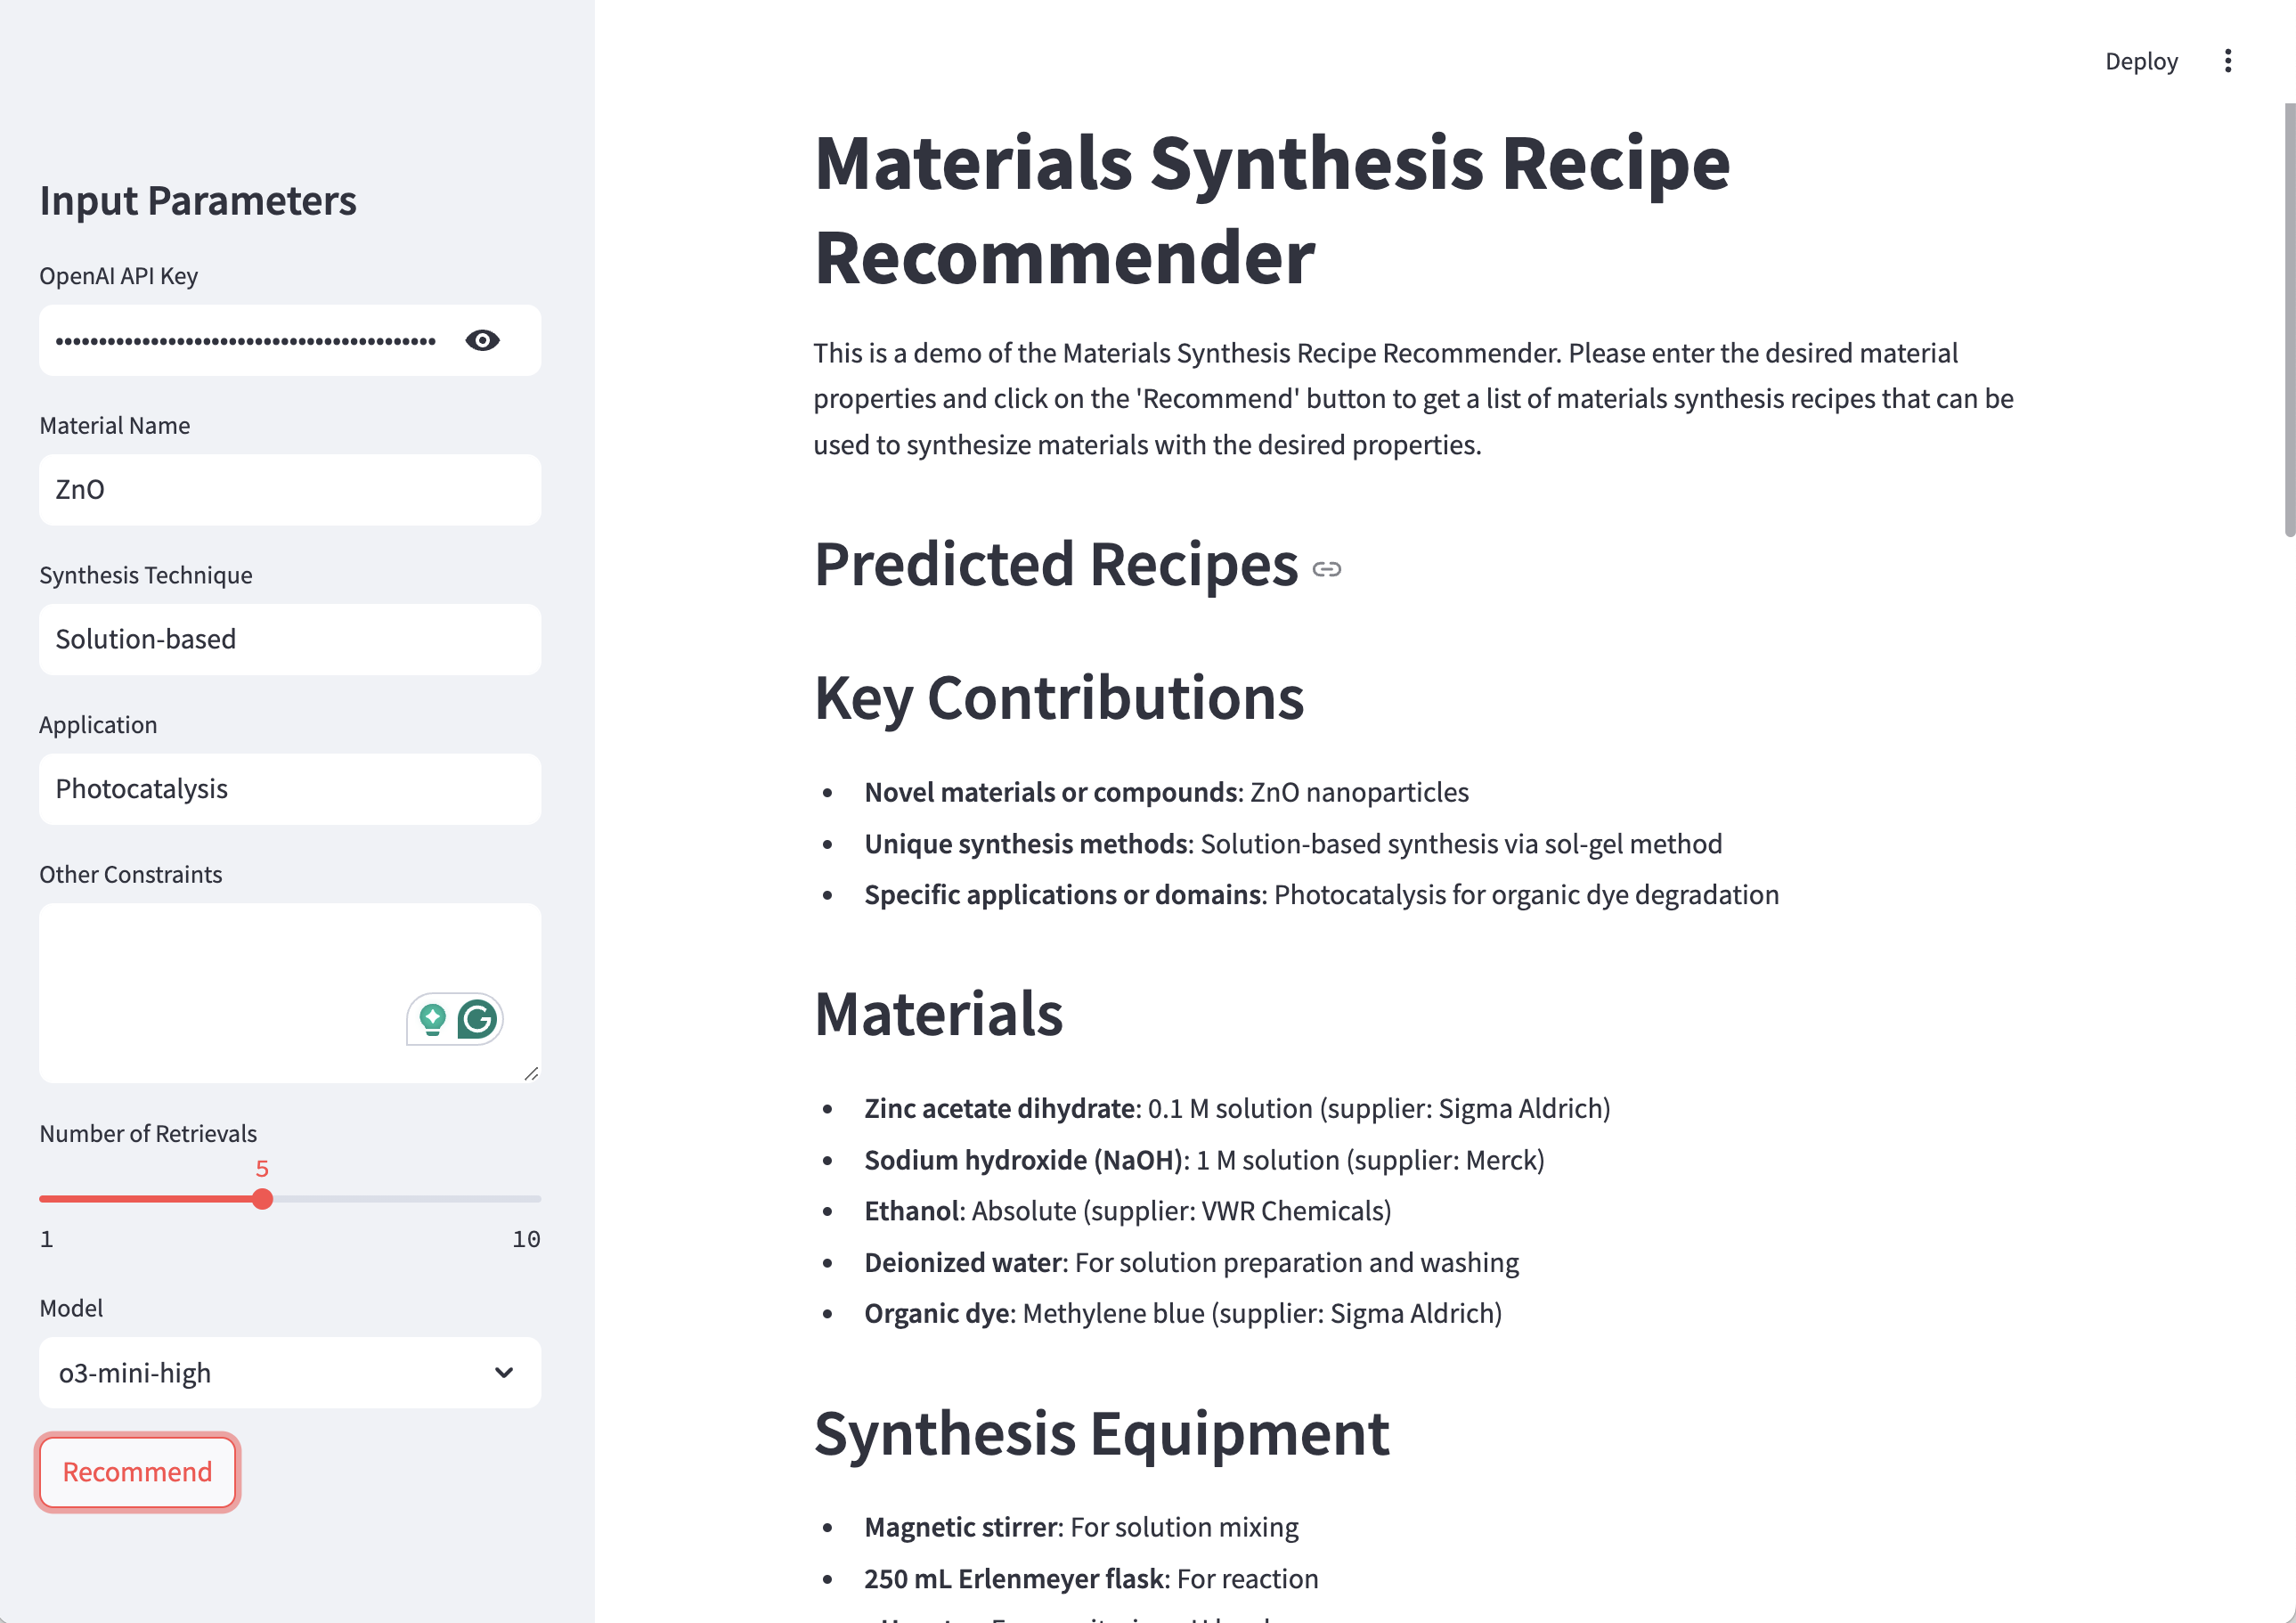 Deploy
Input Parameters
OpenAI API Key
Material Name
ZnO
Synthesis Technique
Solution-based
Application
Photocatalysis
Other Constraints
Number of Retrievals
5
1 10
Model
o3-mini-high
Recommend
Materials Synthesis Recipe
Recommender
This is a demo of the Materials Synthesis Recipe Recommender. Please enter the desired material
properties and click on the 'Recommend' button to get a list of materials synthesis recipes that can be
used to synthesize materials with the desired properties.
Predicted Recipes
Key Contributions
• Novel materials or compounds: ZnO nanoparticles
• Unique synthesis methods: Solution-based synthesis via sol-gel method
• Specific applications or domains: Photocatalysis for organic dye degradation
Materials
• Zinc acetate dihydrate: 0.1 M solution (supplier: Sigma Aldrich)
• Sodium hydroxide (NaOH): 1 M solution (supplier: Merck)
• Ethanol: Absolute (supplier: VWR Chemicals)
• Deionized water: For solution preparation and washing
• Organic dye: Methylene blue (supplier: Sigma Aldrich)
Synthesis Equipment
• Magnetic stirrer: For solution mixing
• 250 mL Erlenmeyer flask: For reaction